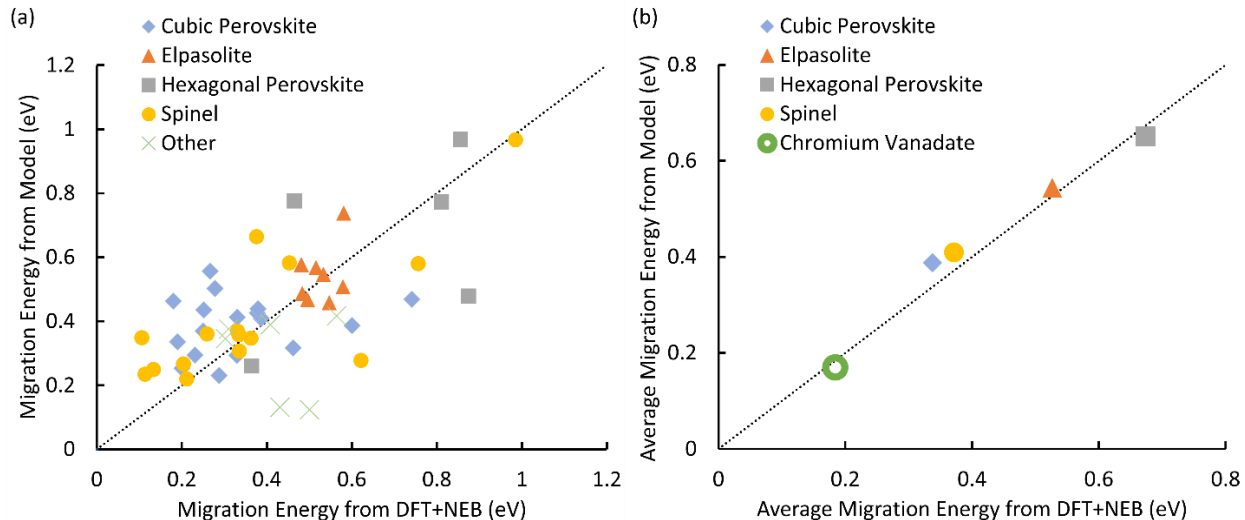 (a)
Cubic Perovskite
Elpasolite
Hexagonal Perovskite
Spinel
Other
Migration Energy from Model (eV)
1.2
1
0.8
0.6
0.4
0.2
0
0
0.2
0.4
0.6
0.8
1
1.2
Migration Energy from DFT+NEB (eV)
(b)
Cubic Perovskite
Elpasolite
Hexagonal Perovskite
Spinel
Chromium Vanadate
Average Migration Energy from Model (eV)
0.8
0.6
0.4
0.2
0
0
0.2
0.4
0.6
0.8
Average Migration Energy from DFT+NEB (eV)